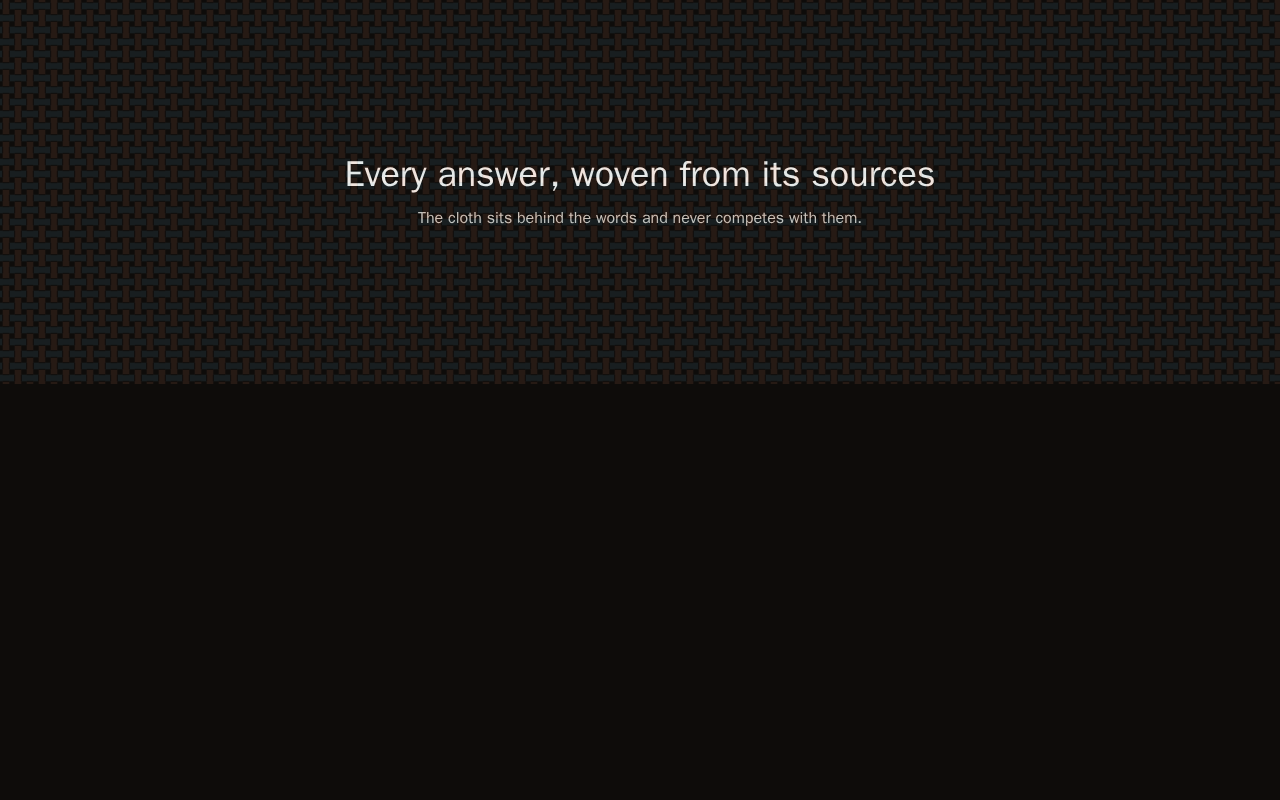 Every answer, woven from its sources
The cloth sits behind the words and never competes with them.